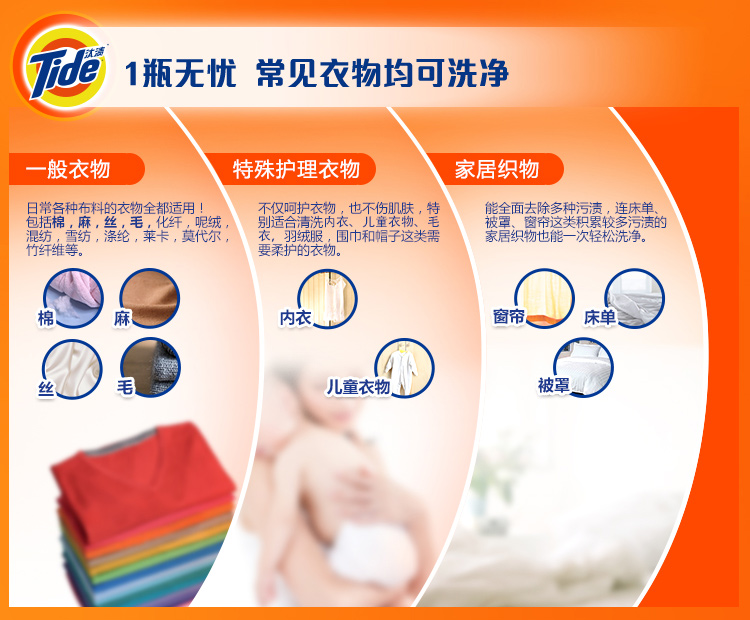 Tide 汰渍
1瓶无忧 常见衣物均可洗净
一般衣物
日常各种布料的衣物全都适用！
包括棉，麻，丝，毛，化纤，呢绒，
混纺，雪纺，涤纶，莱卡，莫代尔，
竹纤维等。
棉
麻
丝
毛
特殊护理衣物
不仅呵护衣物，也不伤肌肤，特
别适合清洗内衣、儿童衣物、毛
衣，羽绒服，围巾和帽子这类需
要柔护的衣物。
内衣
儿童衣物
家居织物
能全面去除多种污渍，连床单、
被罩、窗帘这类积累较多污渍的
家居织物也能一次轻松洗净。
窗帘
床单
被罩